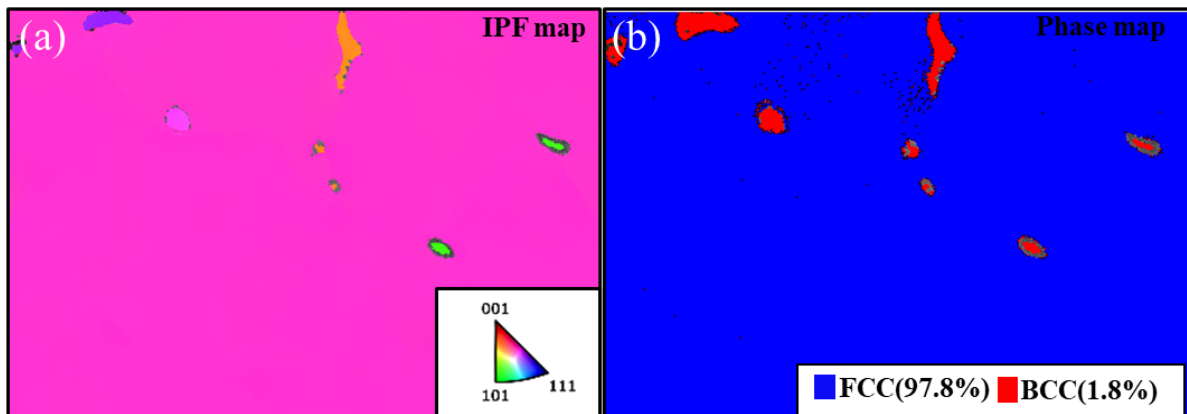 (a)
IPF map
001
101
111
(b)
Phase map
FCC(97.8%) BCC(1.8%)